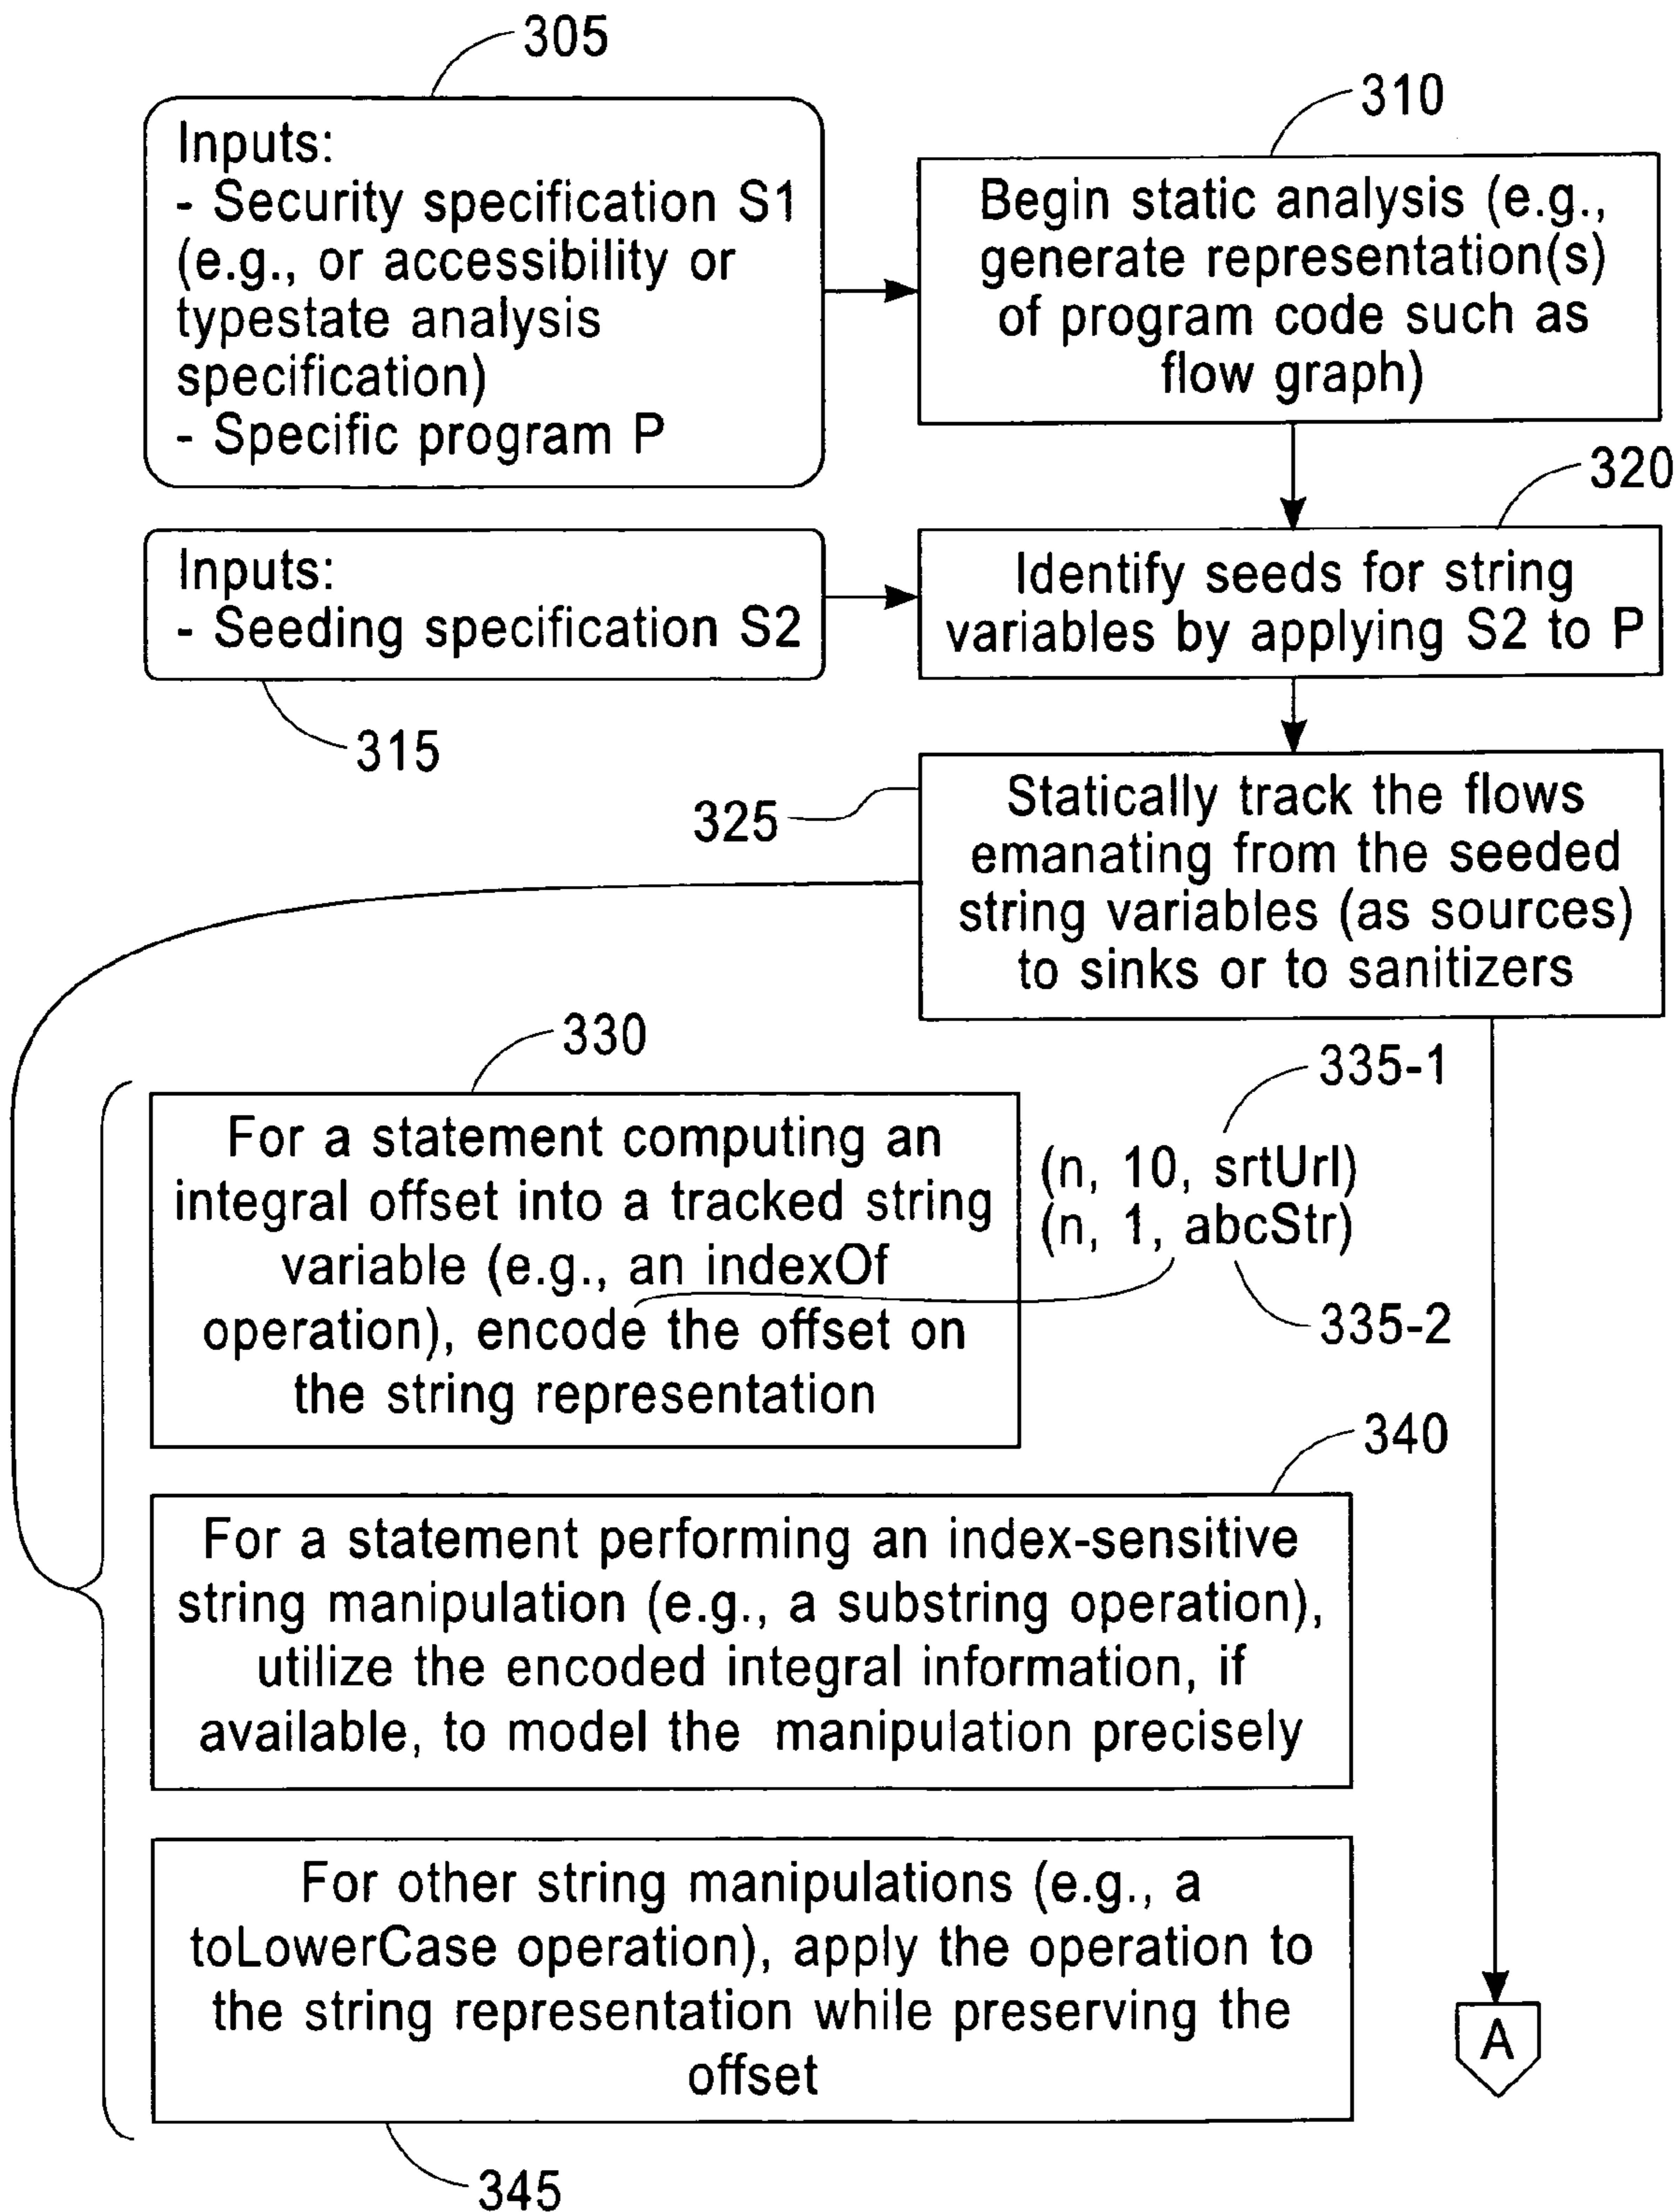 305
Inputs:
- Security specification S1
(e.g., or accessibility or
typestate analysis
specification)
- Specific program P
310
Begin static analysis (e.g.,
generate representation(s)
of program code such as
flow graph)
Inputs:
- Seeding specification S2
315
320
Identify seeds for string
variables by applying S2 to P
325
Statically track the flows
emanating from the seeded
string variables (as sources)
to sinks or to sanitizers
330
For a statement computing an
integral offset into a tracked string
variable (e.g., an indexOf
operation), encode the offset on
the string representation
335-1
(n, 10, srtUrl)
(n, 1, abcStr)
335-2
340
For a statement performing an index-sensitive
string manipulation (e.g., a substring operation),
utilize the encoded integral information, if
available, to model the manipulation precisely
For other string manipulations (e.g., a
toLowerCase operation), apply the operation to
the string representation while preserving the
offset
345
A